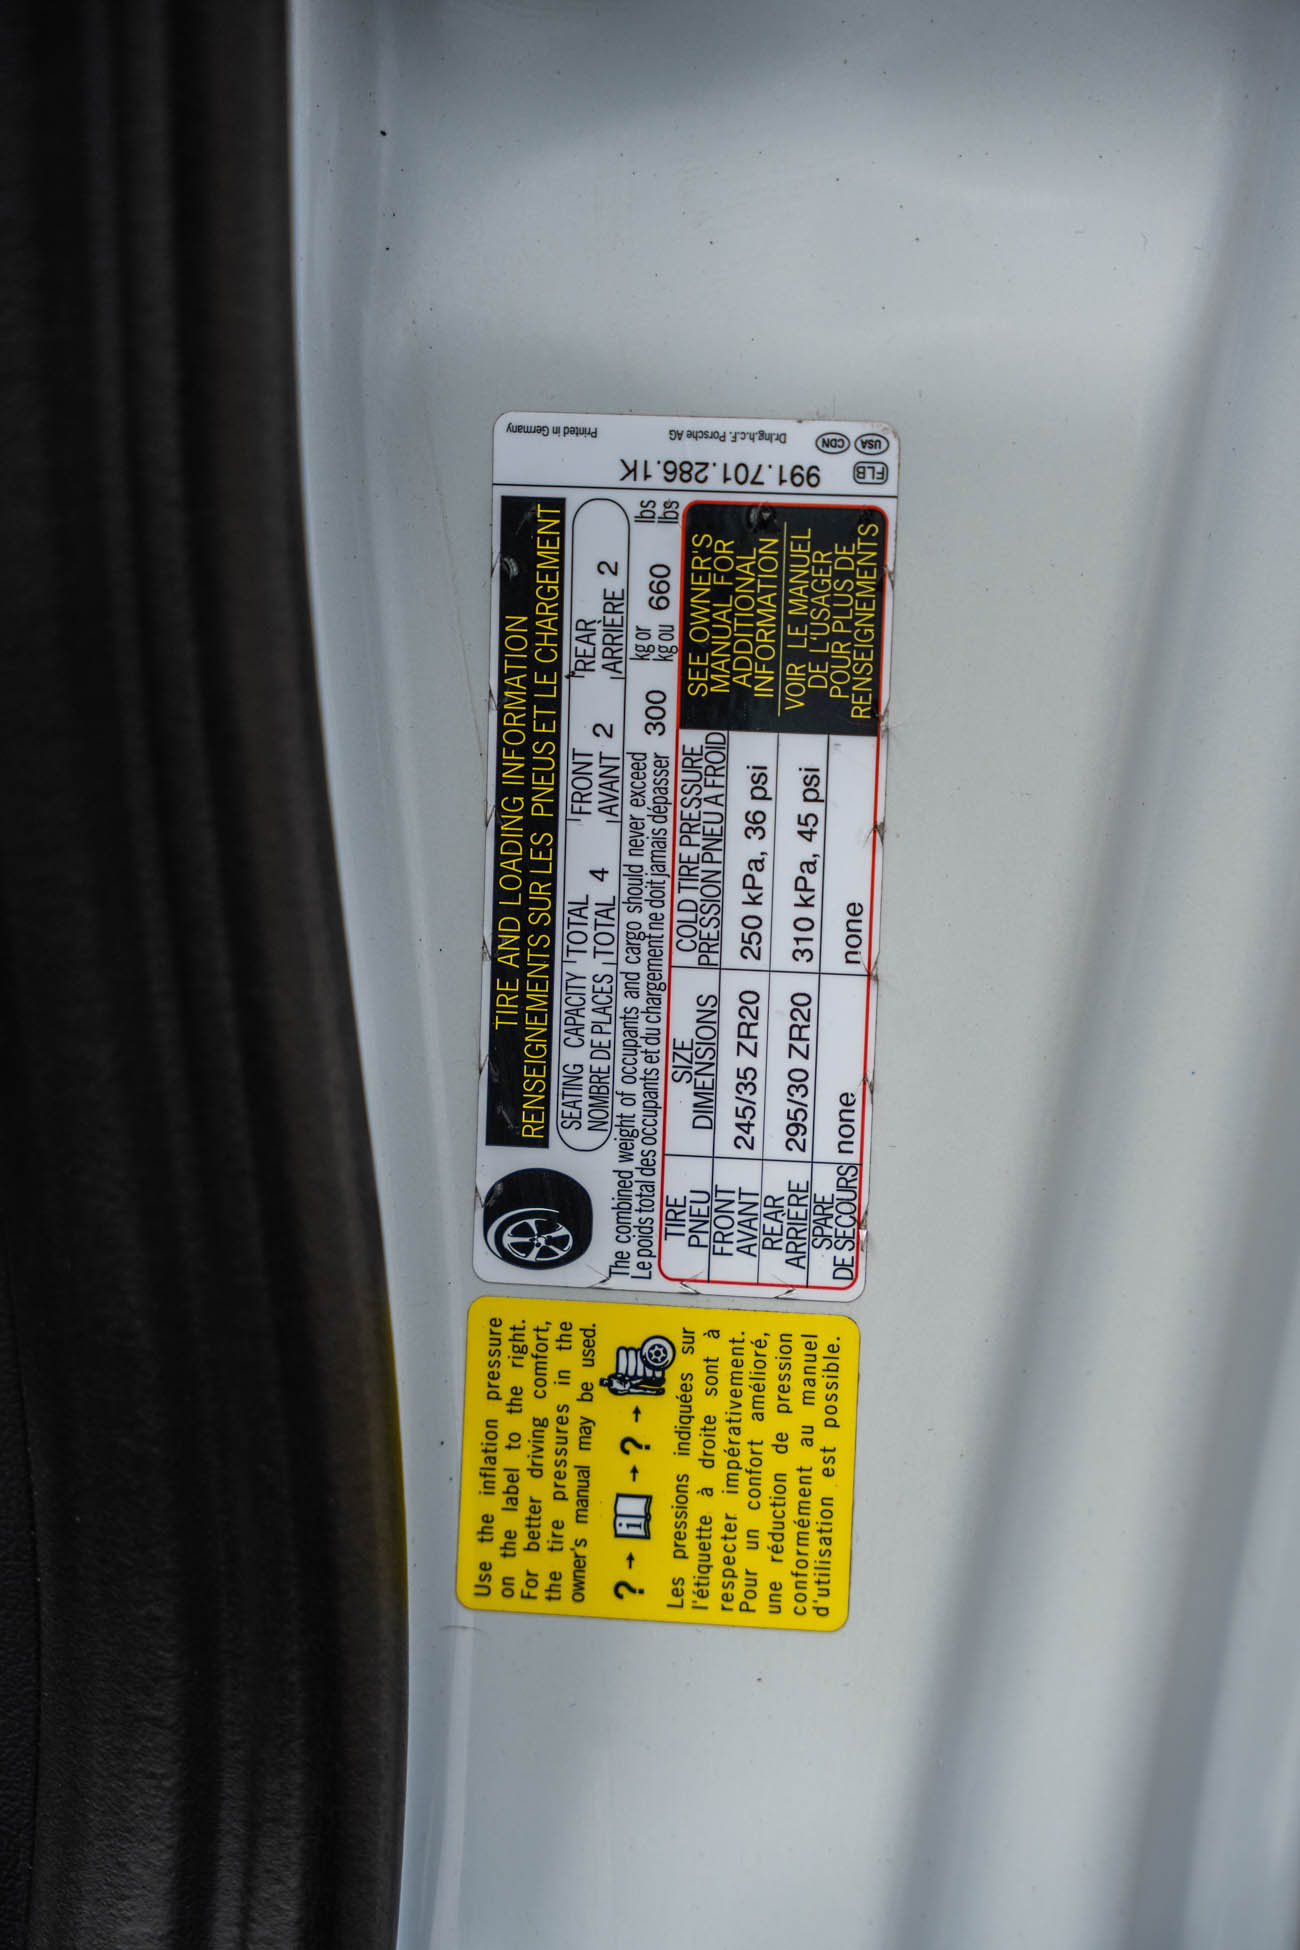 TIRE AND LOADING INFORMATION
RENSEIGNEMENTS SUR LES PNEUS ET LE CHARGEMENT
SEATING CAPACITY TOTAL 4 FRONT 2 REAR 2
NOMBRE DE PLACES TOTAL AVANT ARRIÈRE
The combined weight of occupants and cargo should never exceed 300 kg or 660 lbs
Le poids total des occupants et du chargement ne doit jamais dépasser kg ou lbs
TIRE SIZE COLD TIRE PRESSURE
PNEU DIMENSIONS PRESSION PNEU A FROID
FRONT
AVANT 245/35 ZR20 250 kPa, 36 psi
REAR
ARRIÈRE 295/30 ZR20 310 kPa, 45 psi
SPARE
DE SECOURS none none
SEE OWNER'S
MANUAL FOR
ADDITIONAL
INFORMATION
VOIR LE MANUEL
DE L'USAGER
POUR PLUS DE
RENSEIGNEMENTS
Printed in Germany
Dr.Ing.h.c.F. Porsche AG
CDN USA
991.701.286.1K FLB
Use the inflation pressure
on the label to the right.
For better driving comfort,
the tire pressures in the
owner's manual may be used.
? → i → ? →
Les pressions indiquées sur
l'étiquette à droite sont à
respecter impérativement.
Pour un confort amélioré,
une réduction de pression
conformément au manuel
d'utilisation est possible.